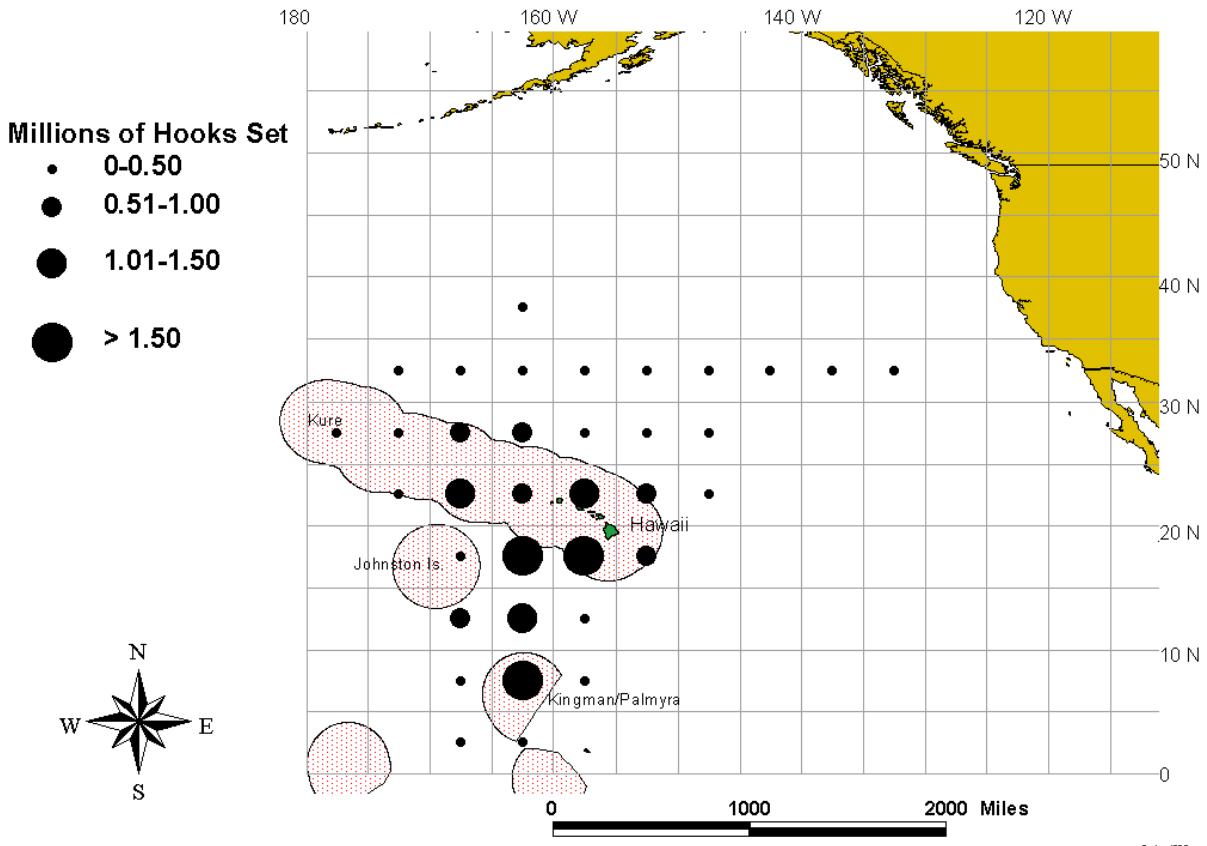 180 160 W 140 W 120 W
Millions of Hooks Set
0-0.50
0.51-1.00
1.01-1.50
> 1.50
50 N
40 N
30 N
20 N
10 N
0
Kure
Hawaii
Johnston Is.
Kingman/Palmyra
N
W E
S
0 1000 2000 Miles